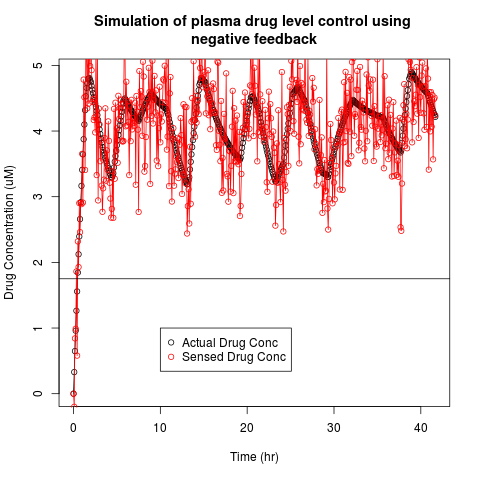 Simulation of plasma drug level control using
negative feedback
Drug Concentration (uM)
5
4
3
2
1
0
Actual Drug Conc
Sensed Drug Conc
0 10 20 30 40
Time (hr)